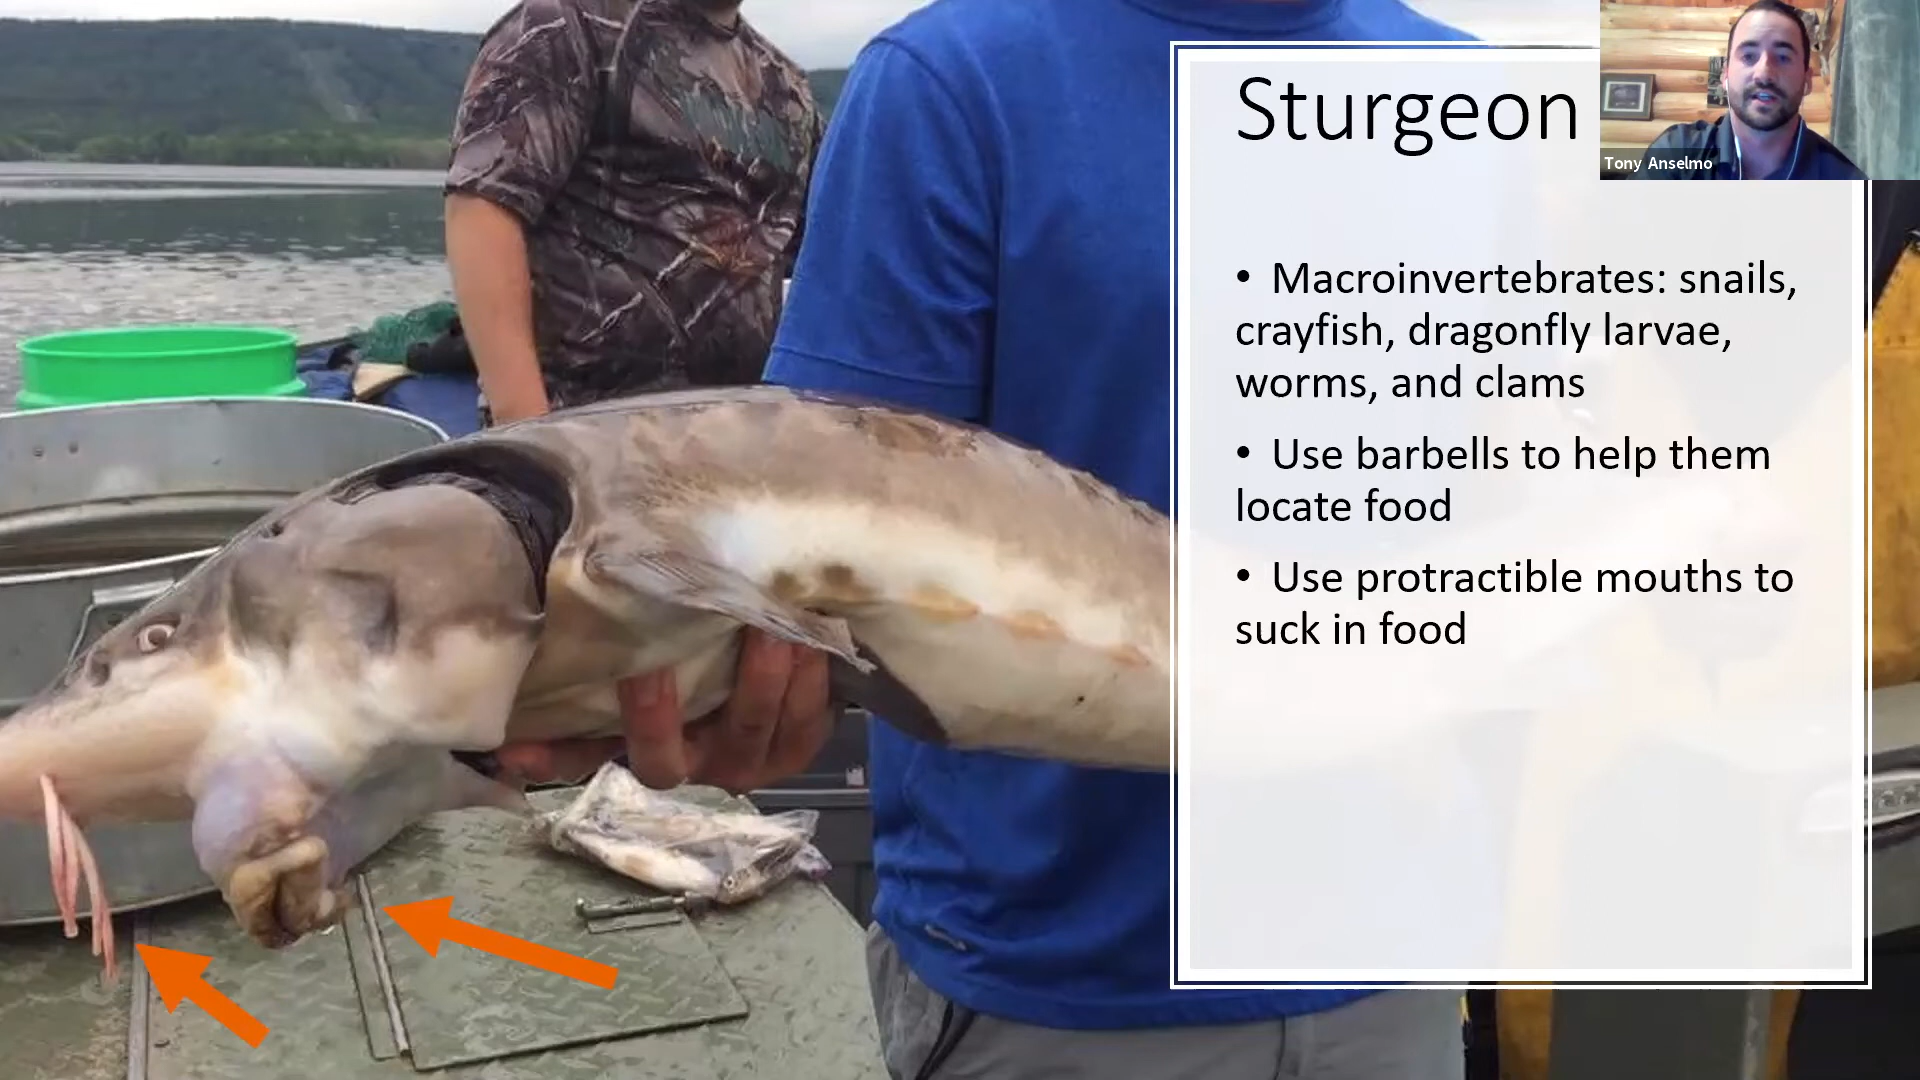 Sturgeon
Tony Anselmo
• Macroinvertebrates: snails,
crayfish, dragonfly larvae,
worms, and clams
• Use barbells to help them
locate food
• Use protractible mouths to
suck in food